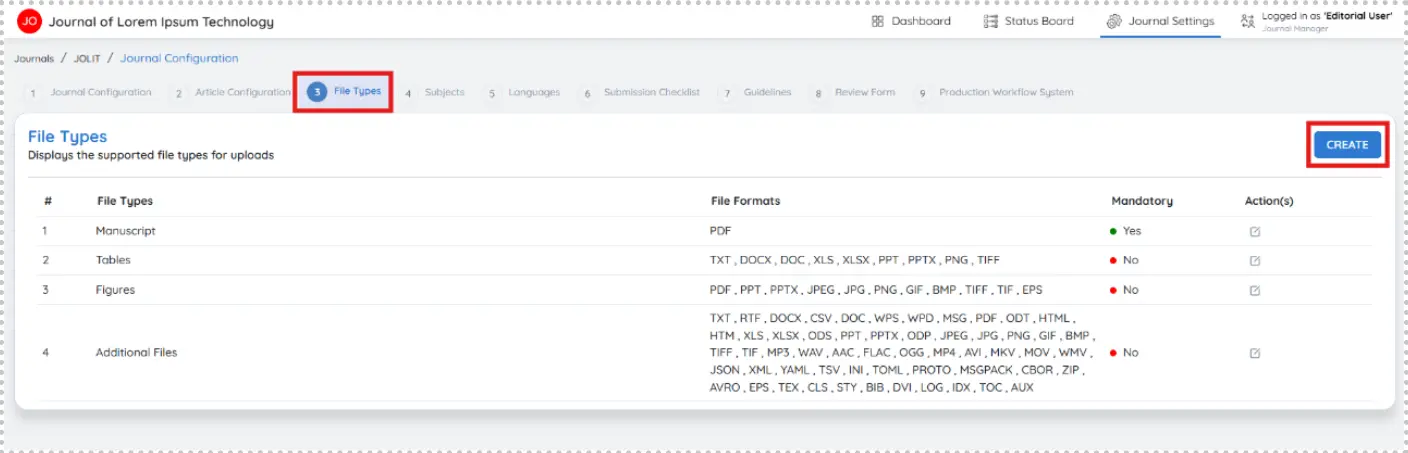 JO Journal of Lorem Ipsum Technology Dashboard Status Board Journal Settings Logged in as 'Editorial User'
Journal Manager
Journals / JOLIT / Journal Configuration
1 Journal Configuration 2 Article Configuration 3 File Types 4 Subjects 5 Languages 6 Submission Checklist 7 Guidelines 8 Review Form 9 Production Workflow System
File Types
Displays the supported file types for uploads
CREATE
# File Types File Formats Mandatory Action(s)
1 Manuscript PDF Yes
2 Tables TXT , DOCX , DOC , XLS , XLSX , PPT , PPTX , PNG , TIFF No
3 Figures PDF , PPT , PPTX , JPEG , JPG , PNG , GIF , BMP , TIFF , TIF , EPS No
TXT , RTF , DOCX , CSV , DOC , WPS , WPD , MSG , PDF , ODT , HTML ,
HTM , XLS , XLSX , ODS , PPT , PPTX , ODP , JPEG , JPG , PNG , GIF , BMP ,
4 Additional Files TIFF , TIF , MP3 , WAV , AAC , FLAC , OGG , MP4 , AVI , MKV , MOV , WMV , No
JSON , XML , YAML , TSV , INI , TOML , PROTO , MSGPACK , CBOR , ZIP ,
AVRO , EPS , TEX , CLS , STY , BIB , DVI , LOG , IDX , TOC , AUX